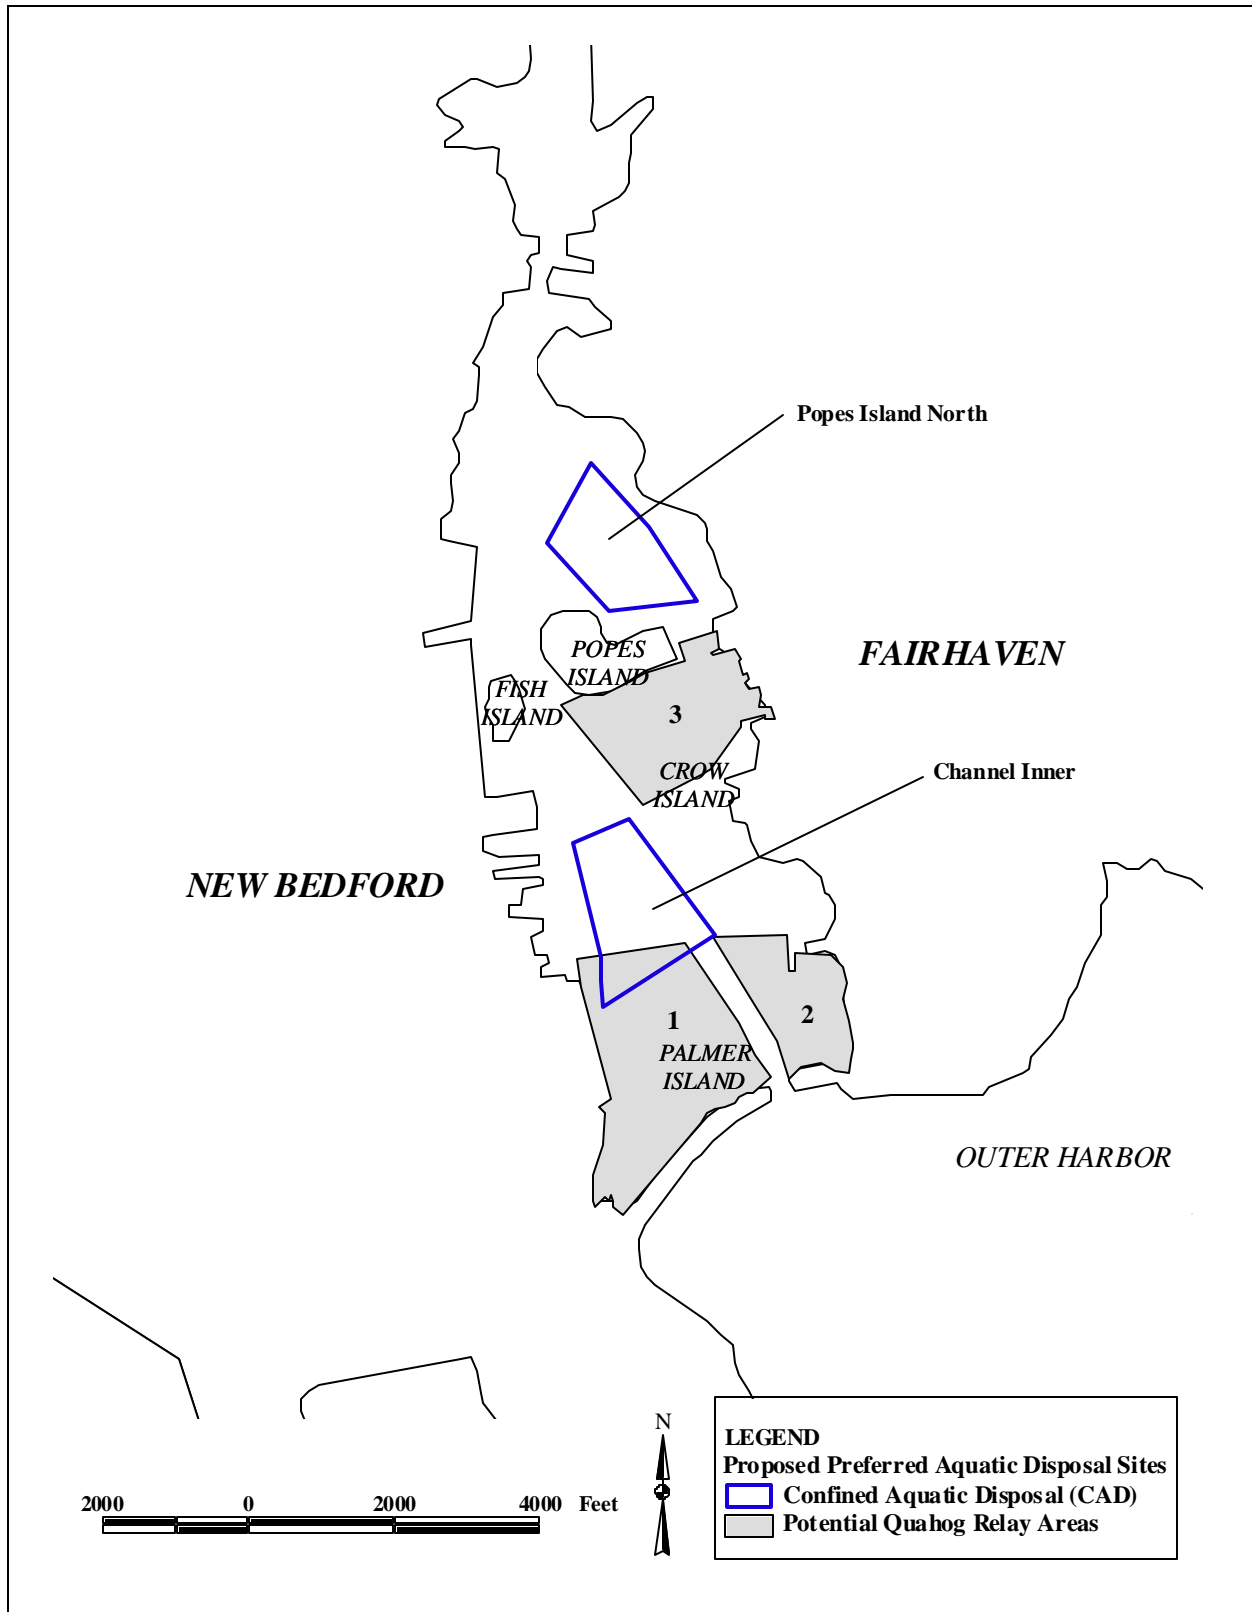 Popes Island North
FAIRHAVEN
POPES
ISLAND
FISH
ISLAND
3
CROW
ISLAND
Channel Inner
NEW BEDFORD
1
2
PALMER
ISLAND
OUTER HARBOR
N
LEGEND
Proposed Preferred Aquatic Disposal Sites
Confined Aquatic Disposal (CAD)
Potential Quahog Relay Areas
2000 0 2000 4000 Feet